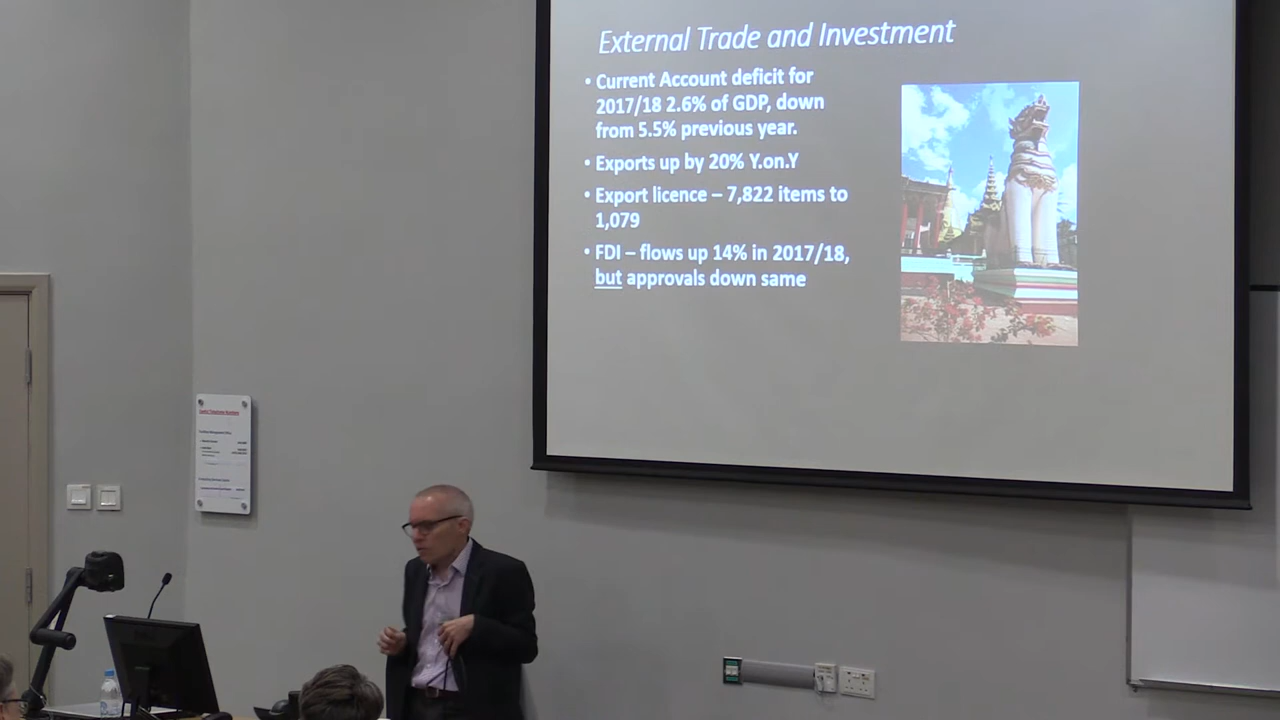 External Trade and Investment
• Current Account deficit for
2017/18 2.6% of GDP, down
from 5.5% previous year.
• Exports up by 20% Y.on.Y
• Export licence – 7,822 items to
1,079
• FDI – flows up 14% in 2017/18,
but approvals down same